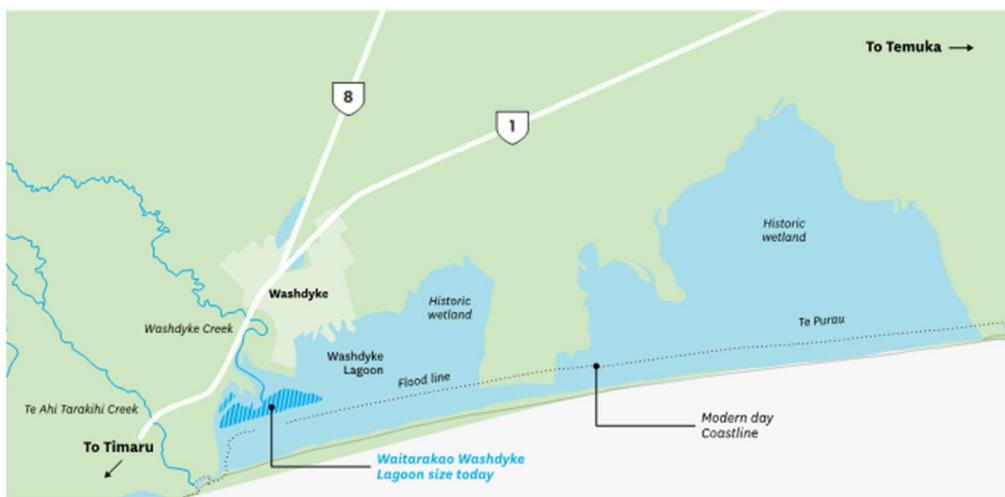 To Temuka
8
1
Historic
wetland
Washdyke
Historic
wetland
Te Purau
Washdyke Creek
Washdyke
Lagoon
Flood line
Te Ahi Tarakihi Creek
Modern day
Coastline
To Timaru
Waitarakao Washdyke
Lagoon size today